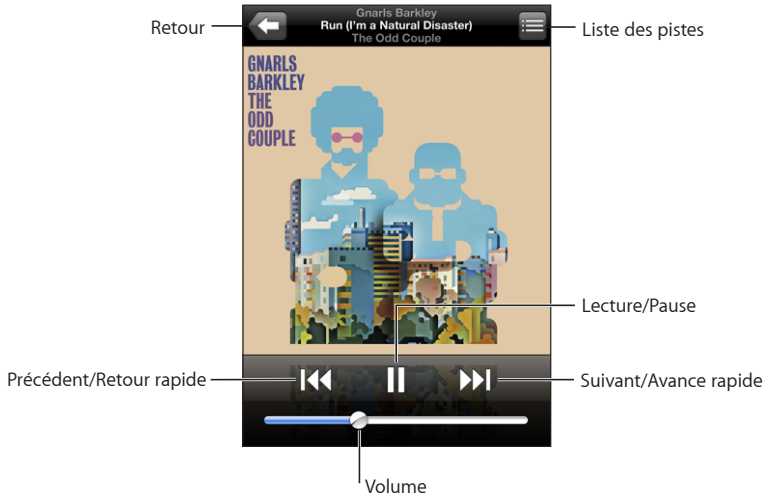 Gnarls Barkley
Retour
Run (I'm a Natural Disaster)
Liste des pistes
The Odd Couple
GNARLS
BARKLEY
THE
ODD
COUPLE
Lecture/Pause
Précédent/Retour rapide
Suivant/Avance rapide
Volume